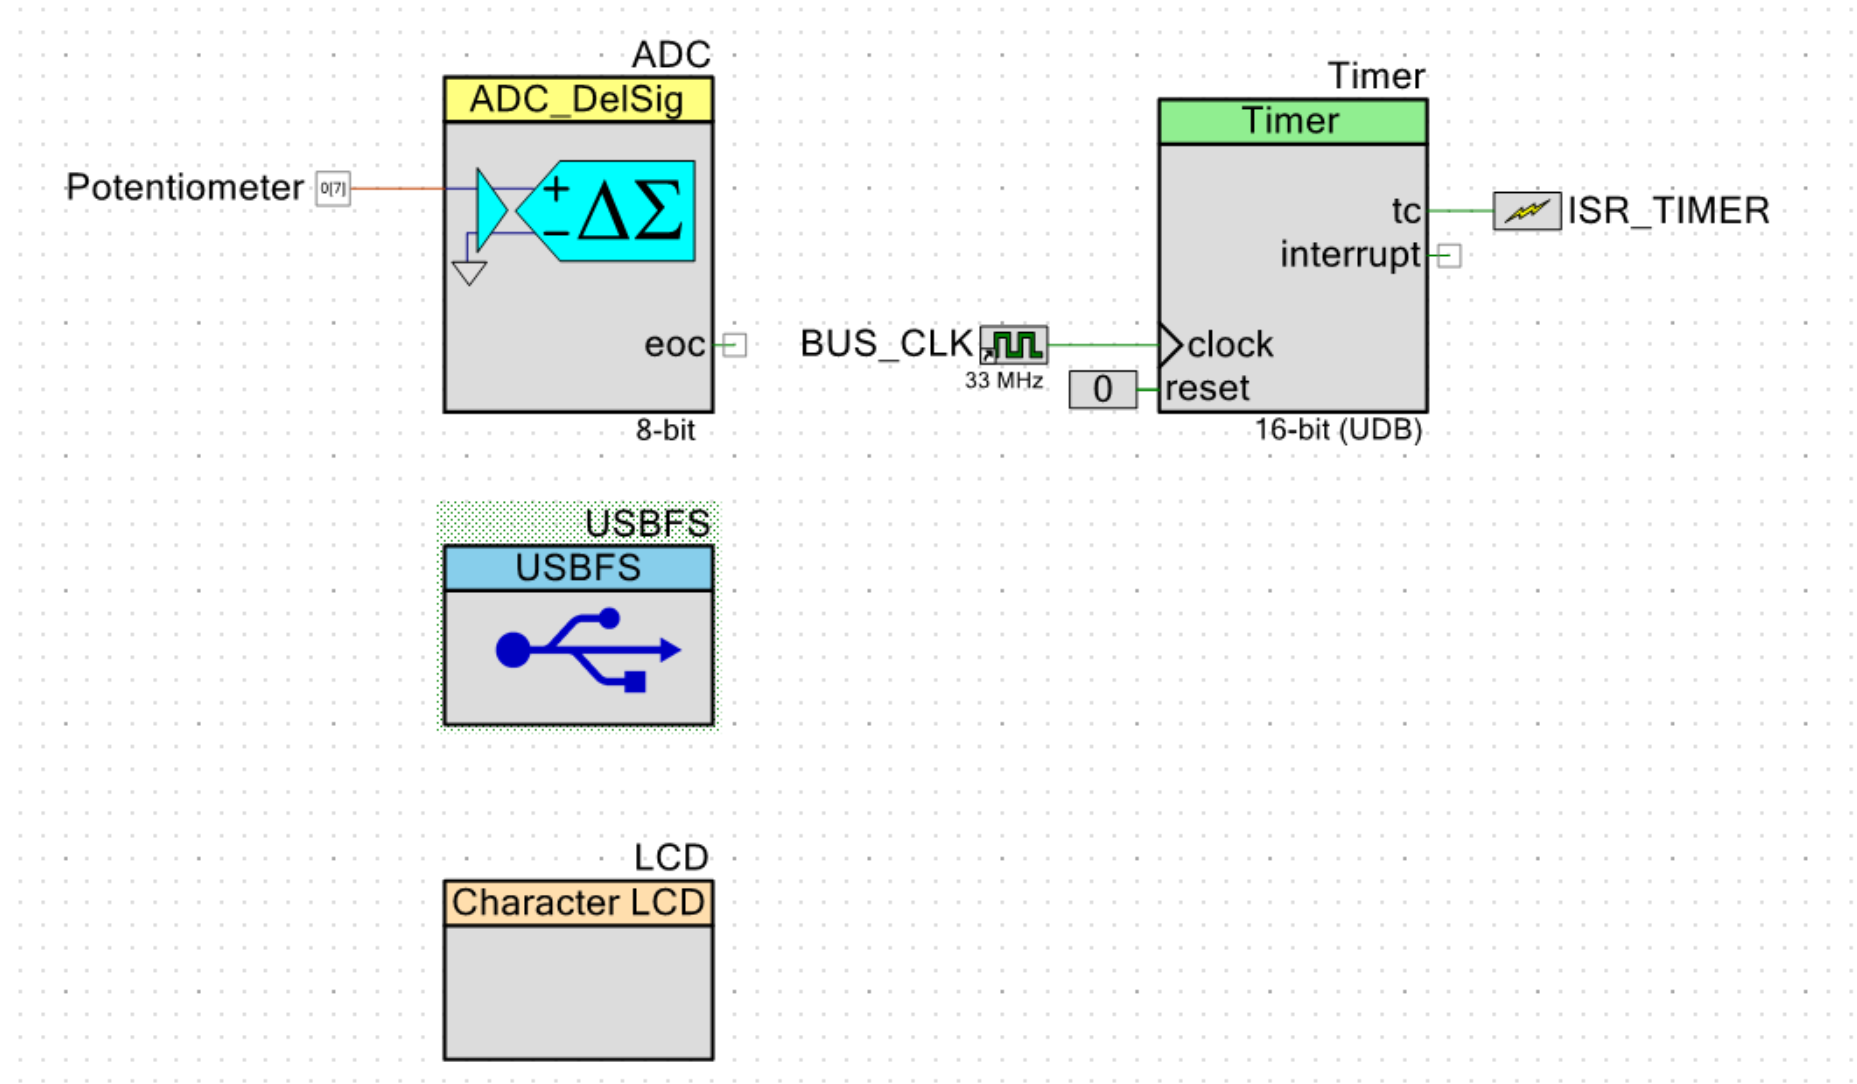 ADC
ADC_DelSig
Potentiometer
0[7]
+
−
ΔΣ
eoc
8-bit
Timer
Timer
tc
ISR_TIMER
interrupt
BUS_CLK
33 MHz
clock
0
reset
16-bit (UDB)
USBFS
USBFS
LCD
Character LCD